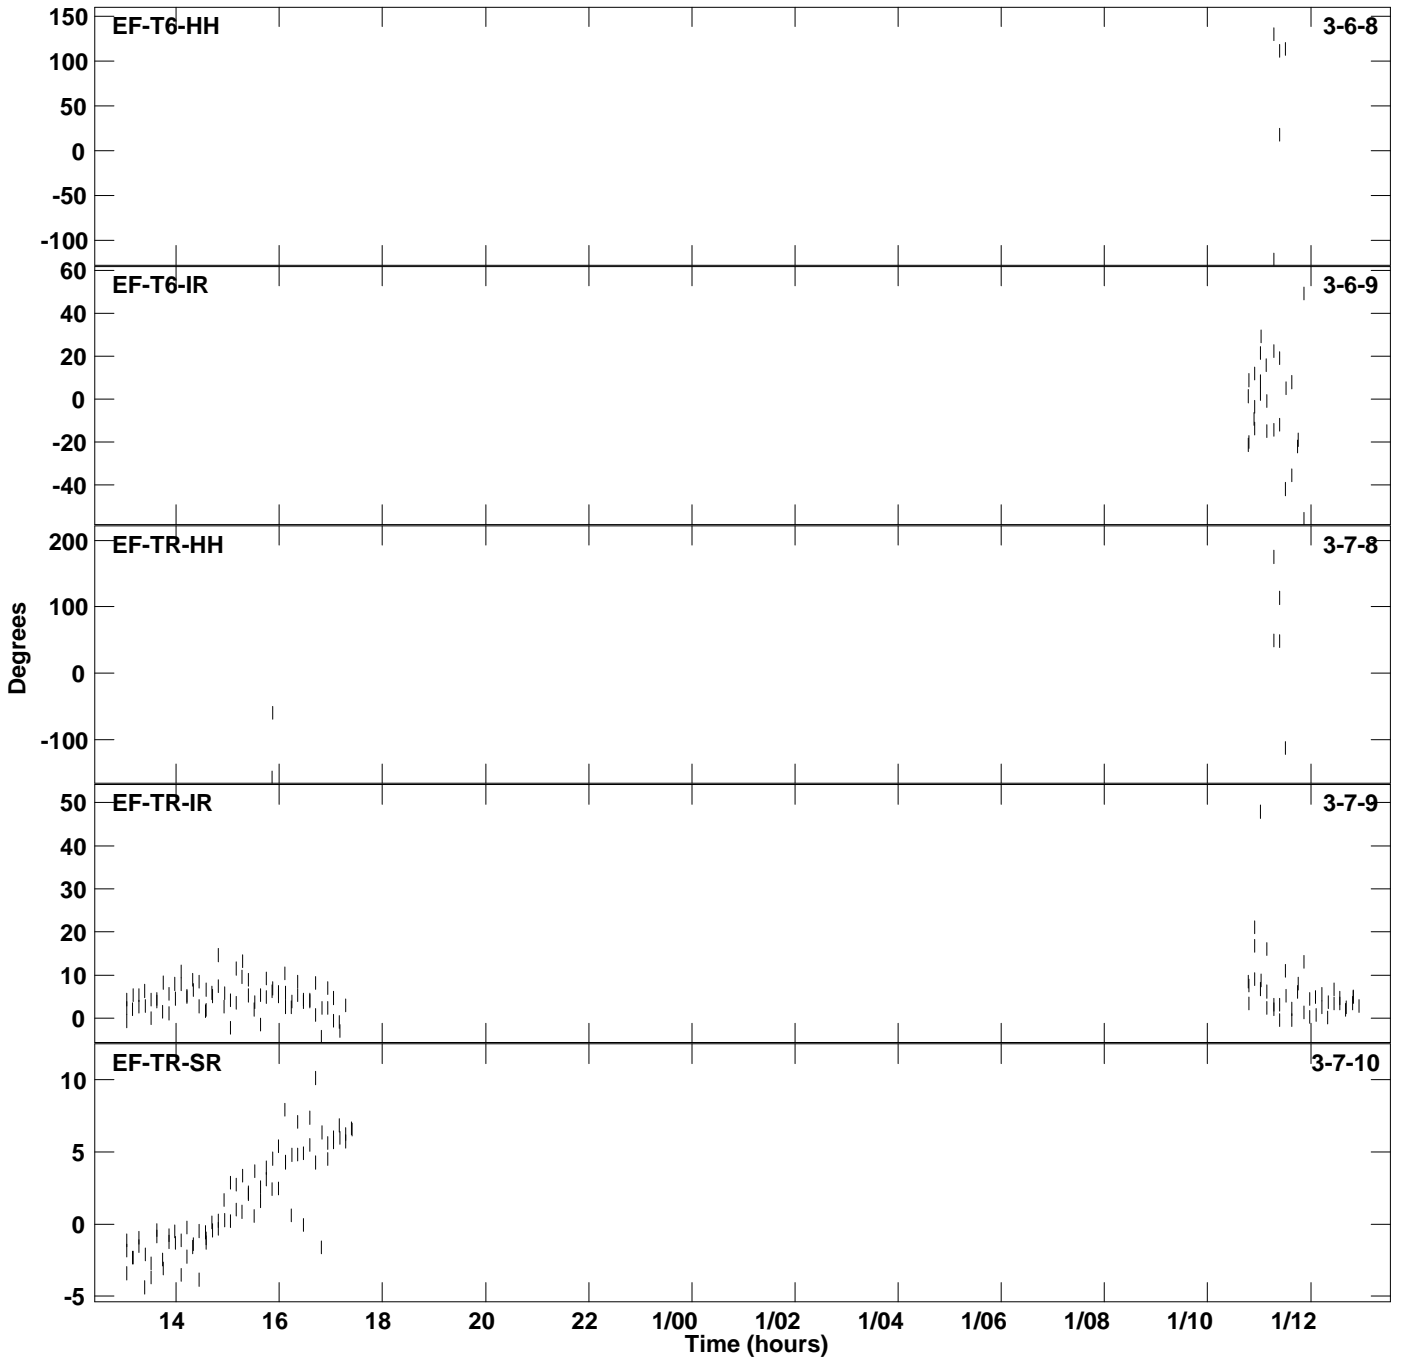 150 EF-T6-HH 3-6-8
100
50
0
-50
-100
60 EF-T6-IR 3-6-9
40
20
0
-20
-40
200 EF-TR-HH 3-7-8
100
0
-100
Degrees
50 EF-TR-IR 3-7-9
40
30
20
10
0
EF-TR-SR 3-7-10
10
5
0
-5
14 16 18 20 22 1/00 1/02 1/04 1/06 1/08 1/10 1/12
Time (hours)